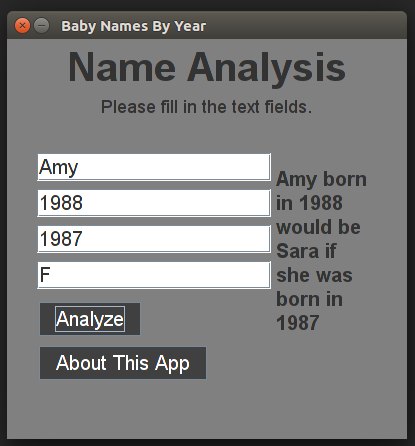 Baby Names By Year
Name Analysis
Please fill in the text fields.
Amy
1988
1987
F
Amy born
in 1988
would be
Sara if
she was
born in
1987
Analyze
About This App